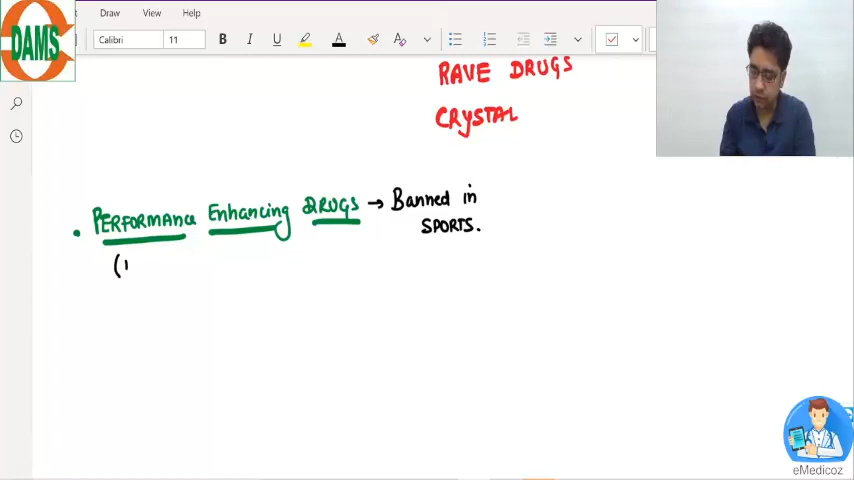 DAMS
Draw View Help
Calibri 11 B I U A
RAVE DRUGS
CRYSTAL
• PERFORMANCE Enhancing DRUGS → Banned in
SPORTS.
(
eMedicoz